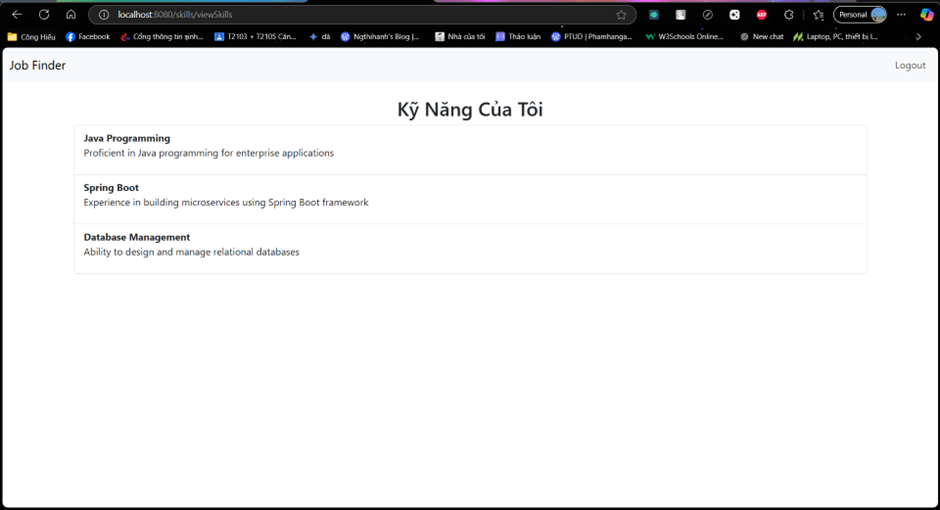 localhost:8080/skills/viewSkills
Personal
Công Hiếu
Facebook
Cổng thông tin sinh...
T2103 + T2105 Căn...
dà
Ngthihanh's Blog |...
Nhà của tôi
Thảo luận
PTUD | Phamhanga...
W3Schools Online...
New chat
Laptop, PC, thiết bị l...
Job Finder
Logout
Kỹ Năng Của Tôi
Java Programming
Proficient in Java programming for enterprise applications
Spring Boot
Experience in building microservices using Spring Boot framework
Database Management
Ability to design and manage relational databases